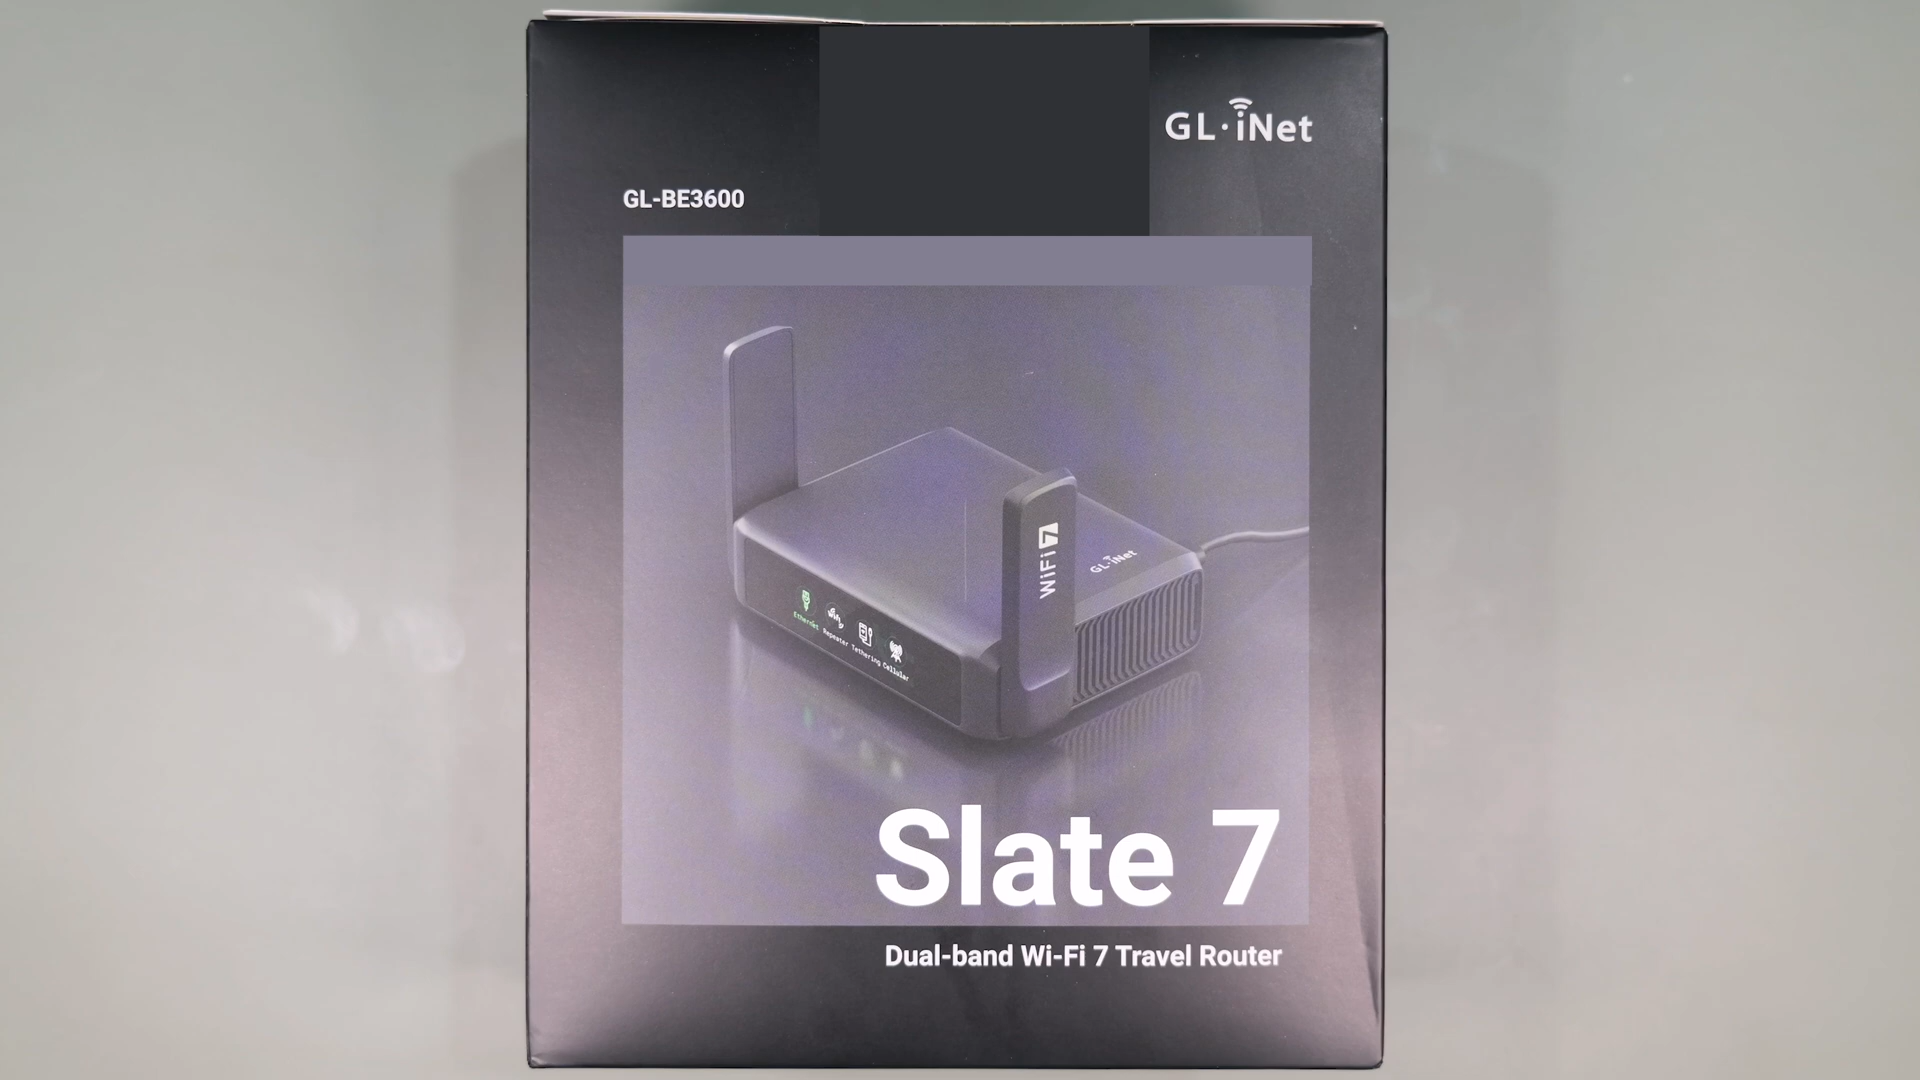 GL·iNet
GL-BE3600
WiFi 7
GL·iNet
Ethernet
Repeater
Tethering
Cellular
Slate 7
Dual-band Wi-Fi 7 Travel Router